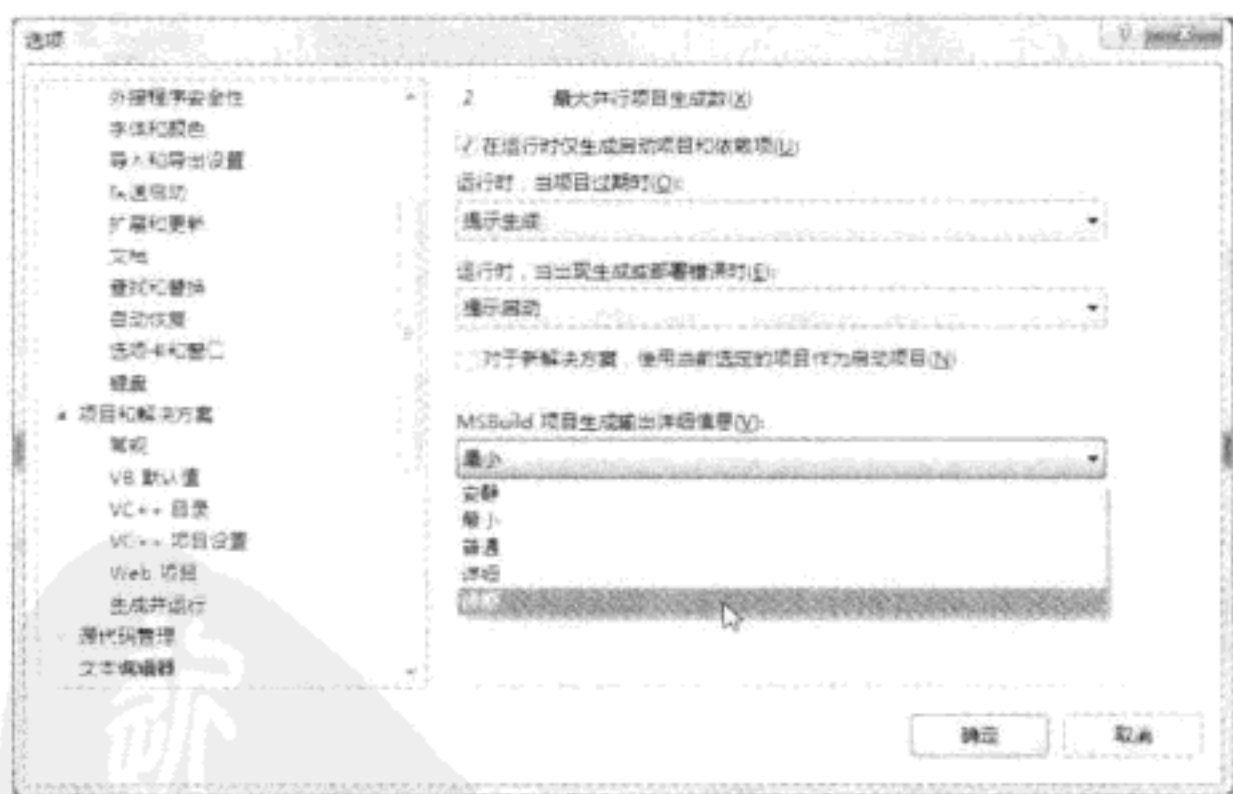 选项
外接程序安全性
字体和颜色
导入和导出设置
快速启动
扩展和更新
文档
查找和替换
自动恢复
选项卡和窗口
键盘
项目和解决方案
常规
VB 默认值
VC++ 目录
VC++ 项目设置
Web 项目
生成并运行
源代码管理
文本编辑器
2 最大并行项目生成数(X)
在运行时仅生成启动项目和依赖项(U)
运行时，当项目过期时(O):
提示生成
运行时，当出现生成或部署错误时(E):
提示启动
对于新解决方案，使用当前选定的项目作为启动项目(N)
MSBuild 项目生成输出详细信息(V):
最小
安静
最小
普通
详细
确定
取消